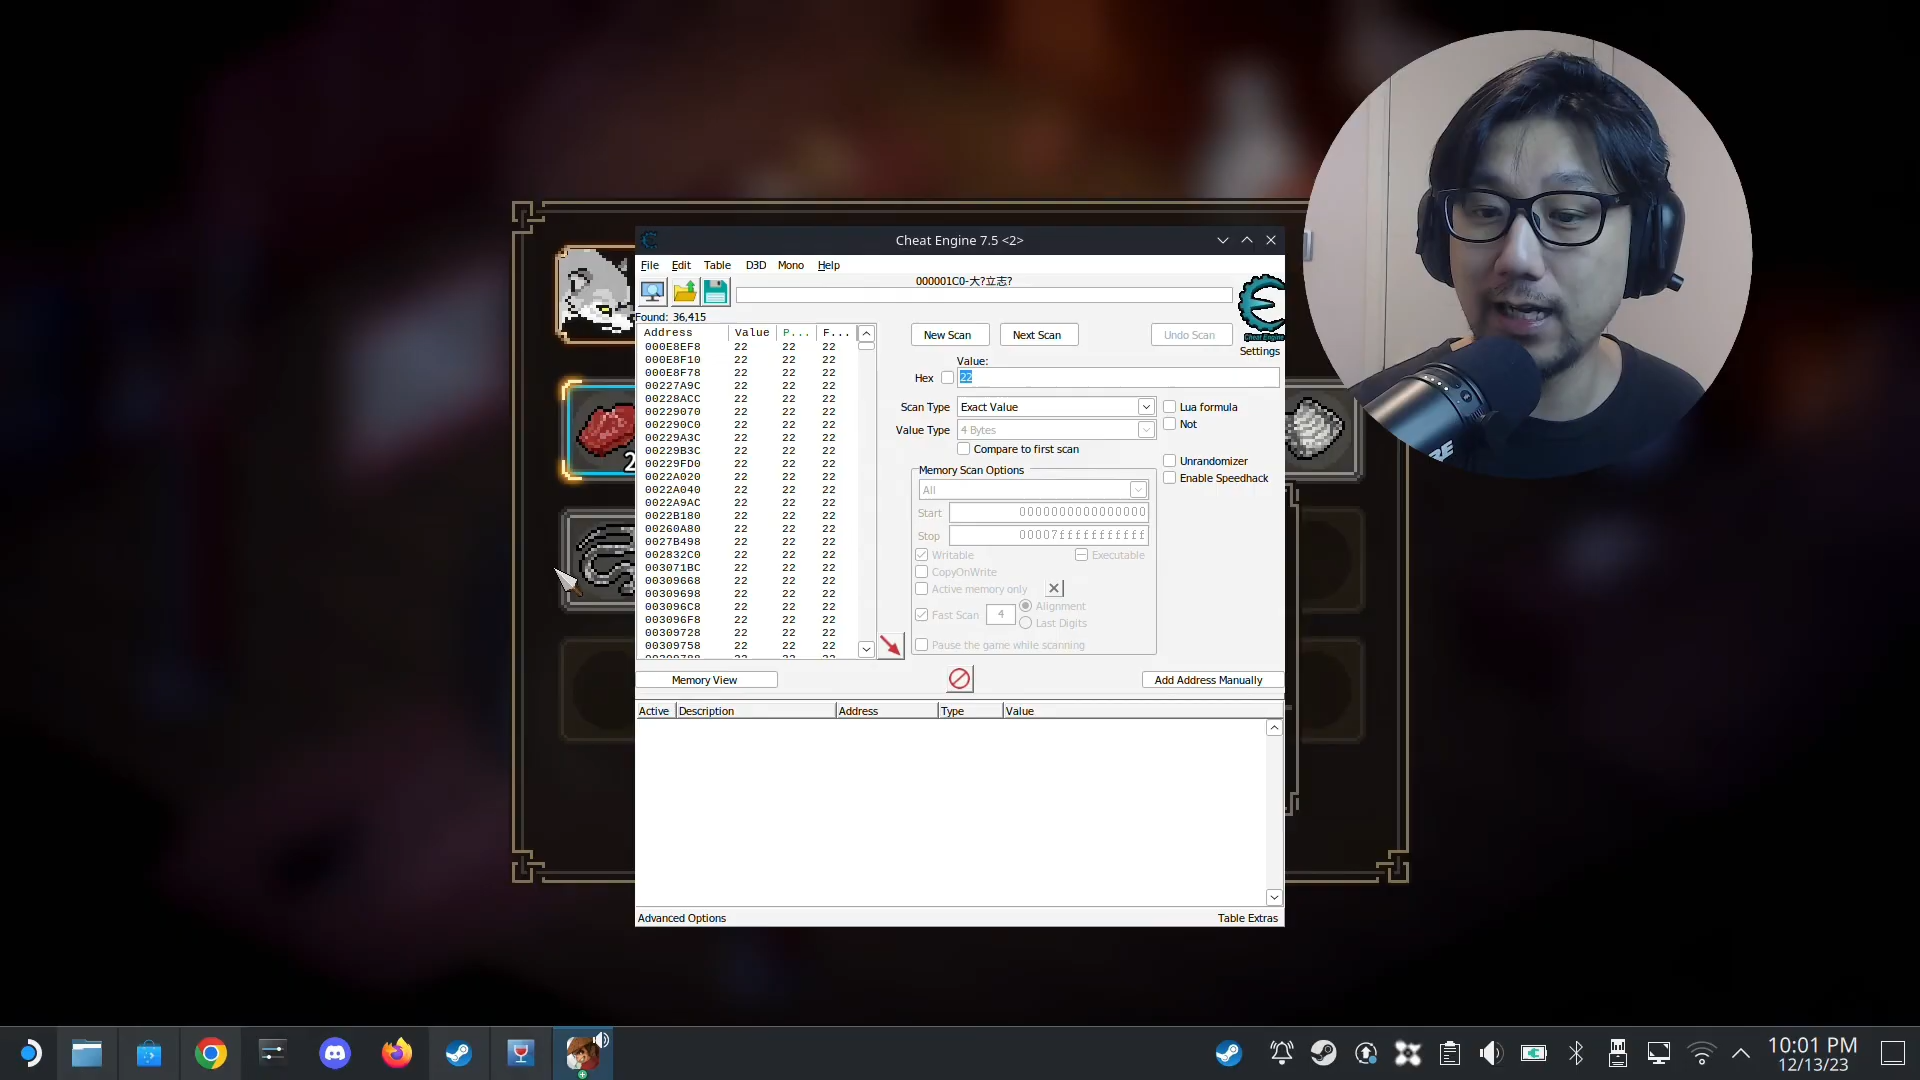 Cheat Engine 7.5 <2>
File Edit Table D3D Mono Help
000001C0-大?立志?
Found: 36,415
Address Value P... F...
000E8EF8 22 22 22
000E8F10 22 22 22
000E8F78 22 22 22
00227A9C 22 22 22
00228ACC 22 22 22
00229070 22 22 22
002290C0 22 22 22
00229A3C 22 22 22
00229B3C 22 22 22
00229FD0 22 22 22
0022A020 22 22 22
0022A040 22 22 22
0022A9AC 22 22 22
0022B180 22 22 22
00260A80 22 22 22
0027B498 22 22 22
002832C0 22 22 22
003071BC 22 22 22
00309668 22 22 22
00309698 22 22 22
003096C8 22 22 22
003096F8 22 22 22
00309728 22 22 22
00309758 22 22 22
New Scan Next Scan Undo Scan
Cheat Engine
Settings
Value:
Hex 22
Scan Type Exact Value
Lua formula
Not
Value Type 4 Bytes
Compare to first scan
Unrandomizer
Enable Speedhack
Memory Scan Options
All
Start 0000000000000000
Stop 00007fffffffffff
Writable Executable
CopyOnWrite
Active memory only
Fast Scan 4 Alignment
Last Digits
Pause the game while scanning
Memory View Add Address Manually
Active Description Address Type Value
Advanced Options Table Extras
2
10:01 PM
12/13/23